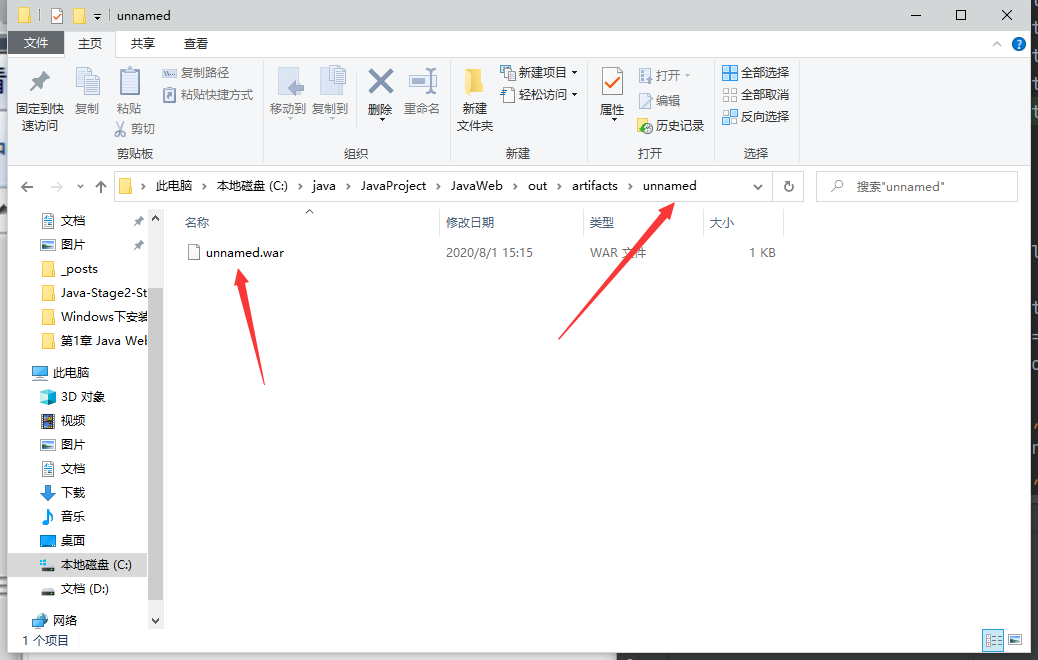 unnamed
文件 主页 共享 查看
固定到快速访问
复制
粘贴
复制路径
粘贴快捷方式
剪切
剪贴板
移动到
复制到
删除
重命名
组织
新建文件夹
新建项目
轻松访问
新建
属性
打开
编辑
历史记录
打开
全部选择
全部取消
反向选择
选择
此电脑 › 本地磁盘 (C:) › java › JavaProject › JavaWeb › out › artifacts › unnamed
搜索"unnamed"
名称 修改日期 类型 大小
unnamed.war 2020/8/1 15:15 WAR 文件 1 KB
文档
图片
_posts
Java-Stage2-St
Windows下安装
第1章 Java Web
此电脑
3D 对象
视频
图片
文档
下载
音乐
桌面
本地磁盘 (C:)
文档 (D:)
网络
1 个项目